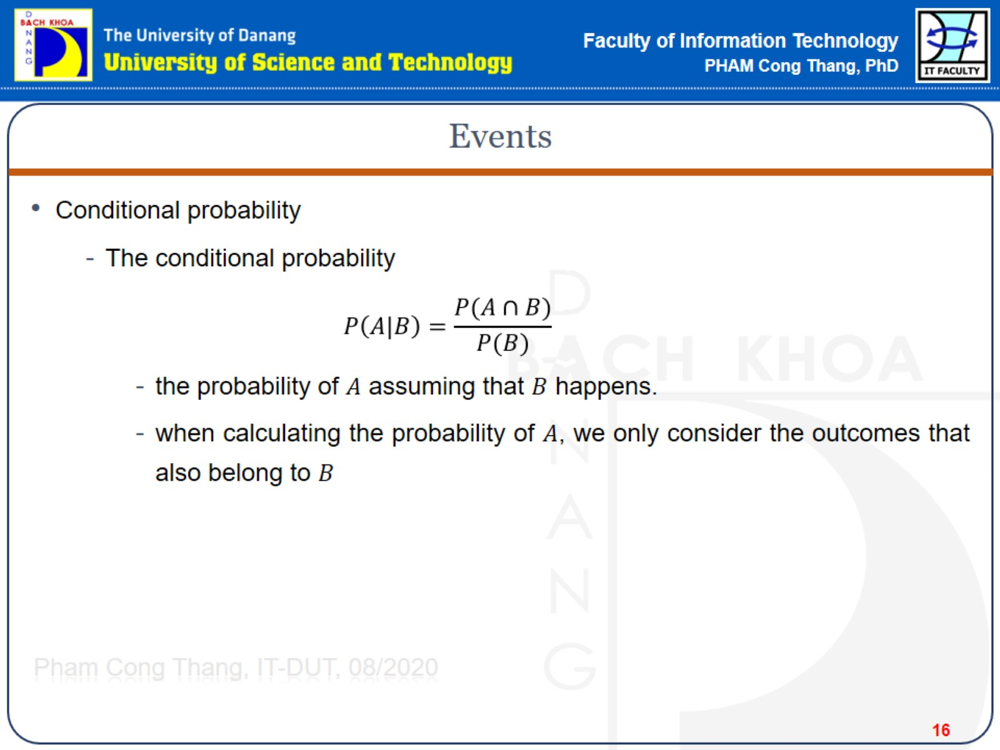 DANANG
BACH KHOA
The University of Danang
University of Science and Technology
Faculty of Information Technology
PHAM Cong Thang, PhD
IT FACULTY
Events
• Conditional probability
- The conditional probability
P(A|B) = P(A ∩ B) / P(B)
- the probability of A assuming that B happens.
- when calculating the probability of A, we only consider the outcomes that
also belong to B
DANANG
BACH KHOA
Pham Cong Thang, IT-DUT, 08/2020
16